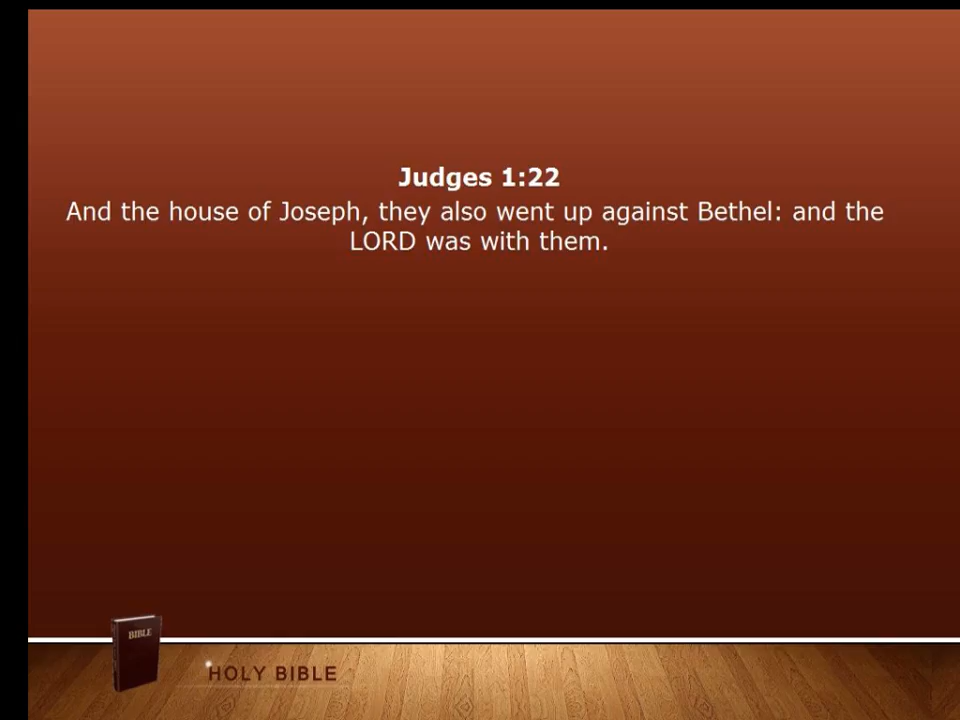 Judges 1:22
And the house of Joseph, they also went up against Bethel: and the
LORD was with them.
BIBLE
HOLY BIBLE